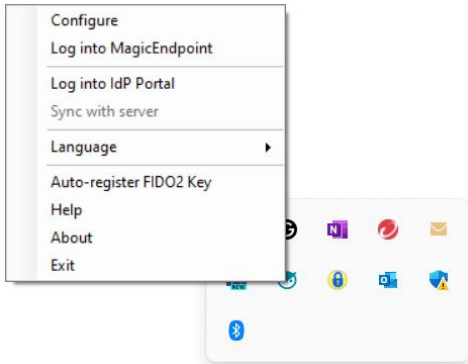 Configure
Log into MagicEndpoint
Log into IdP Portal
Sync with server
Language
Auto-register FIDO2 Key
Help
About
Exit
G
N
NEW
O